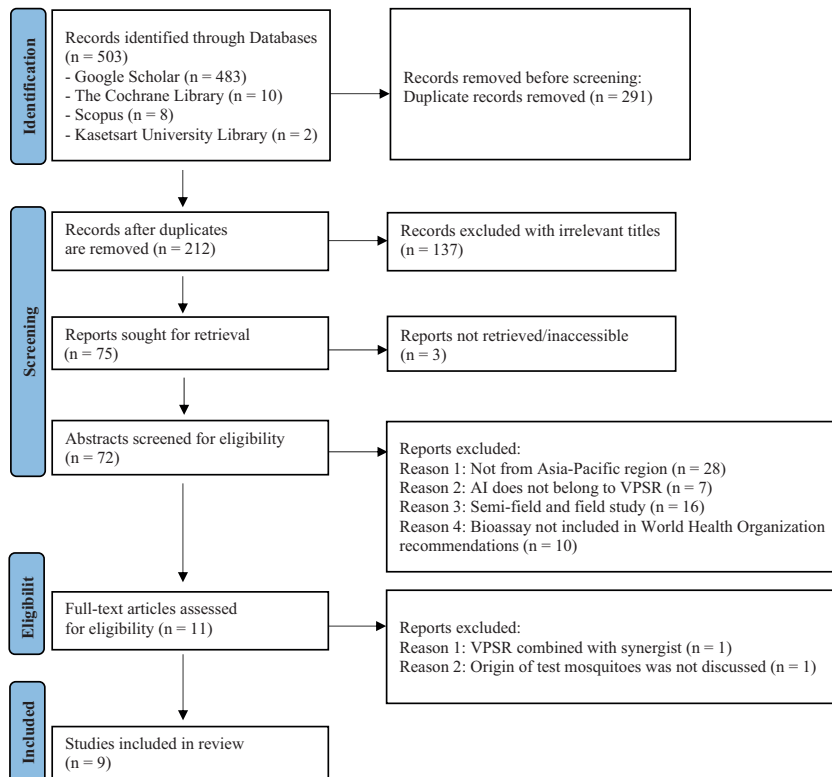 Identification
Records identified through Databases
(n = 503)
- Google Scholar (n = 483)
- The Cochrane Library (n = 10)
- Scopus (n = 8)
- Kasetsart University Library (n = 2)
Records removed before screening:
Duplicate records removed (n = 291)
Screening
Records after duplicates
are removed (n = 212)
Records excluded with irrelevant titles
(n = 137)
Reports sought for retrieval
(n = 75)
Reports not retrieved/inaccessible
(n = 3)
Abstracts screened for eligibility
(n = 72)
Reports excluded:
Reason 1: Not from Asia-Pacific region (n = 28)
Reason 2: AI does not belong to VPSR (n = 7)
Reason 3: Semi-field and field study (n = 16)
Reason 4: Bioassay not included in World Health Organization
recommendations (n = 10)
Eligibilit
Full-text articles assessed
for eligibility (n = 11)
Reports excluded:
Reason 1: VPSR combined with synergist (n = 1)
Reason 2: Origin of test mosquitoes was not discussed (n = 1)
Included
Studies included in review
(n = 9)